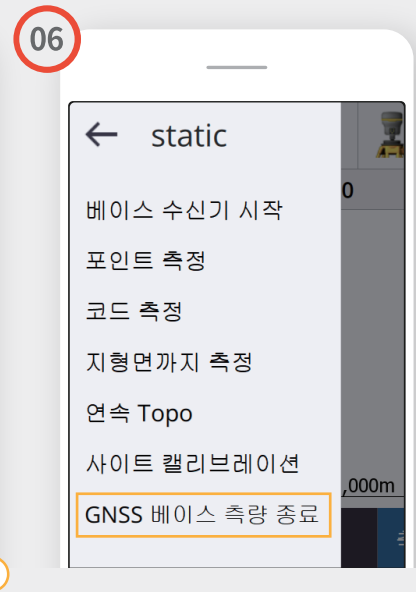 06
static
베이스 수신기 시작
0
포인트 측정
코드 측정
지형면까지 측정
연속 Topo
사이트 캘리브레이션
,000m
GNSS 베이스 측량 종료